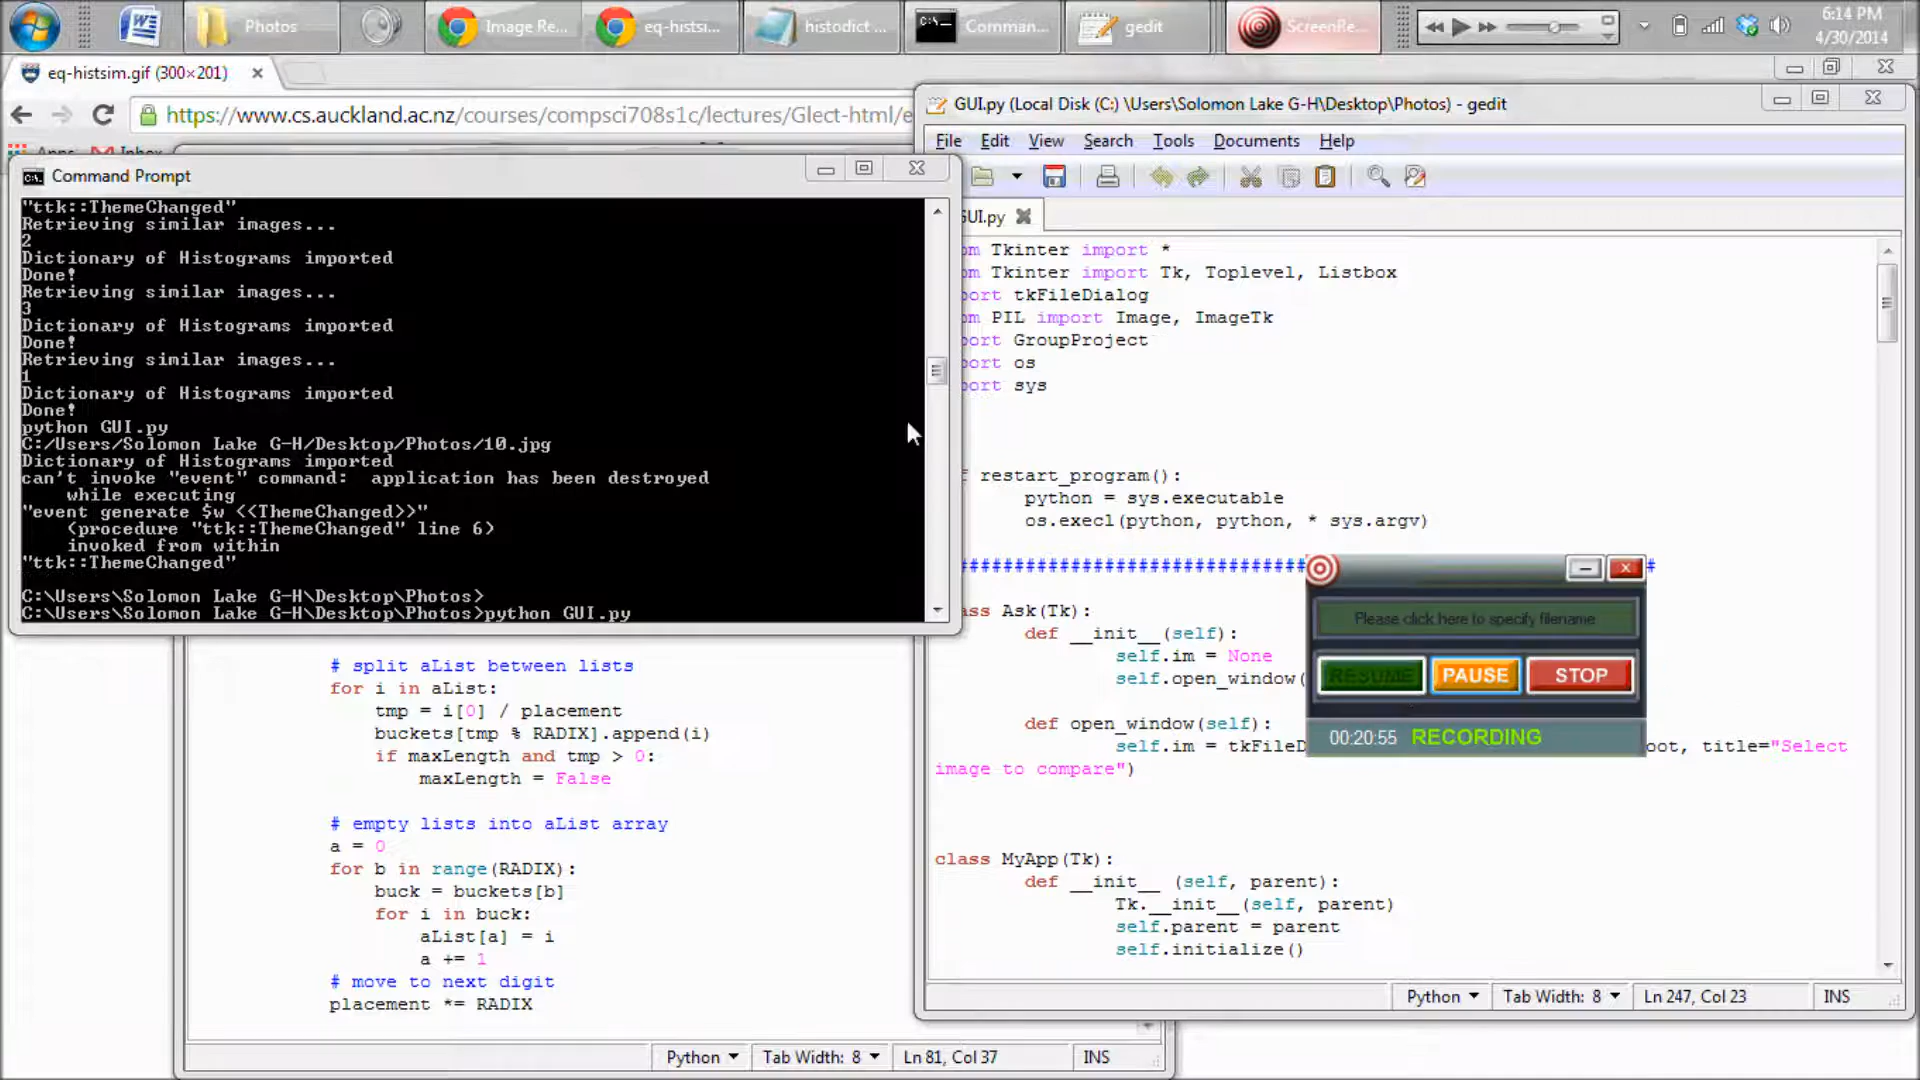 Photos
Image Re...
eq-histsi...
histodict ...
Comman...
gedit
ScreenRe...
6:14 PM
4/30/2014
eq-histsim.gif (300×201)
https://www.cs.auckland.ac.nz/courses/compsci708s1c/lectures/Glect-html/e
Apps
Inbox
Command Prompt
"ttk::ThemeChanged"
Retrieving similar images...
2
Dictionary of Histograms imported
Done!
Retrieving similar images...
3
Dictionary of Histograms imported
Done!
Retrieving similar images...
1
Dictionary of Histograms imported
Done!
python GUI.py
C:/Users/Solomon Lake G-H/Desktop/Photos/10.jpg
Dictionary of Histograms imported
can't invoke "event" command:  application has been destroyed
    while executing
"event generate $w <<ThemeChanged>>"
    (procedure "ttk::ThemeChanged" line 6)
    invoked from within
"ttk::ThemeChanged"
C:\Users\Solomon Lake G-H\Desktop\Photos>
C:\Users\Solomon Lake G-H\Desktop\Photos>python GUI.py
# split aList between lists
for i in aList:
    tmp = i[0] / placement
    buckets[tmp % RADIX].append(i)
    if maxLength and tmp > 0:
        maxLength = False
# empty lists into aList array
a = 0
for b in range(RADIX):
    buck = buckets[b]
    for i in buck:
        aList[a] = i
        a += 1
# move to next digit
placement *= RADIX
Python
Tab Width: 8
Ln 81, Col 37
INS
GUI.py (Local Disk (C:) \Users\Solomon Lake G-H\Desktop\Photos) - gedit
File Edit View Search Tools Documents Help
GUI.py
om Tkinter import *
om Tkinter import Tk, Toplevel, Listbox
port tkFileDialog
om PIL import Image, ImageTk
port GroupProject
port os
port sys
f restart_program():
        python = sys.executable
        os.execl(python, python, * sys.argv)
##############################
#
ass Ask(Tk):
        def __init__(self):
                self.im = None
                self.open_window(
        def open_window(self):
                self.im = tkFileD
oot, title="Select
image to compare")
class MyApp(Tk):
        def __init__ (self, parent):
                Tk.__init__(self, parent)
                self.parent = parent
                self.initialize()
Python
Tab Width: 8
Ln 247, Col 23
INS
Please click here to specify filename
RESUME
PAUSE
STOP
00:20:55 RECORDING